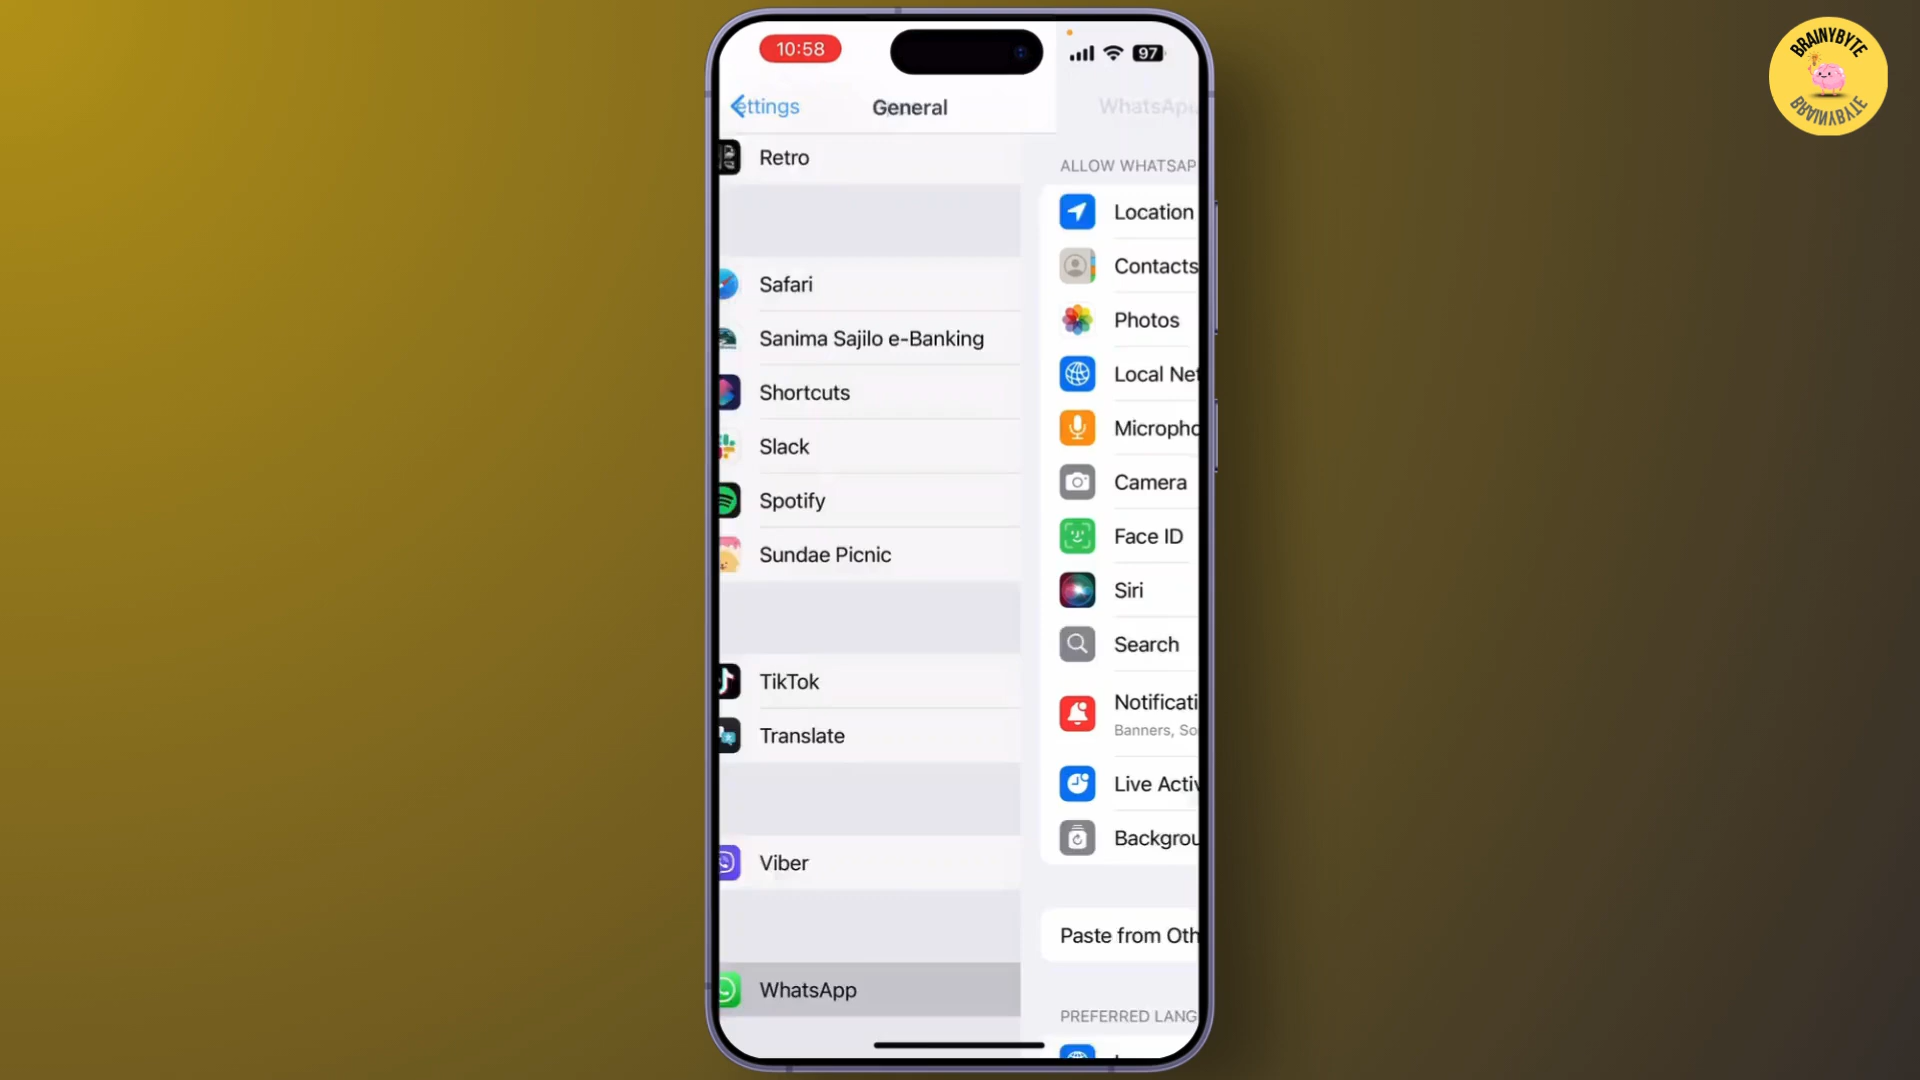 10:58
97
BRAINYBYTE
BRAINYBYTE
ettings
General
WhatsApp
Retro
Safari
Sanima Sajilo e-Banking
Shortcuts
Slack
Spotify
Sundae Picnic
TikTok
Translate
Viber
WhatsApp
ALLOW WHATSAP
Location
Contacts
Photos
Local Net
Micropho
Camera
Face ID
Siri
Search
Notificati
Banners, So
Live Activ
Backgrou
Paste from Oth
PREFERRED LANG